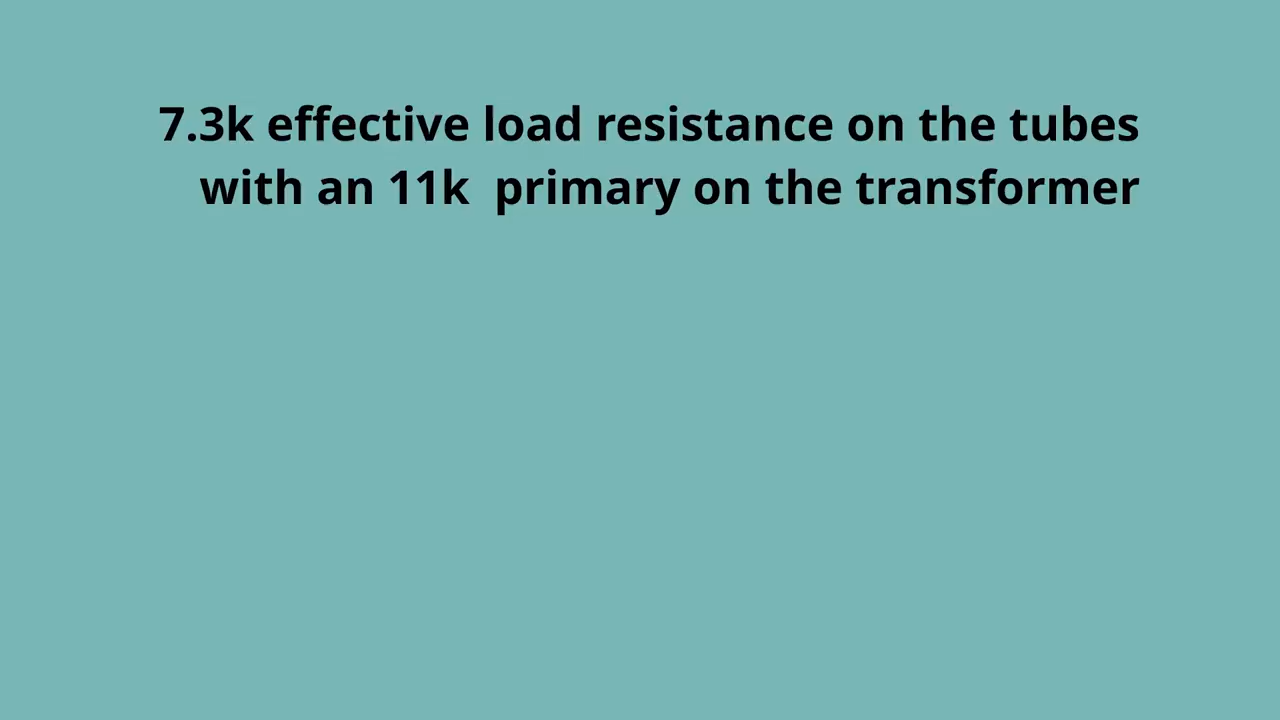 7.3k effective load resistance on the tubes
with an 11k  primary on the transformer